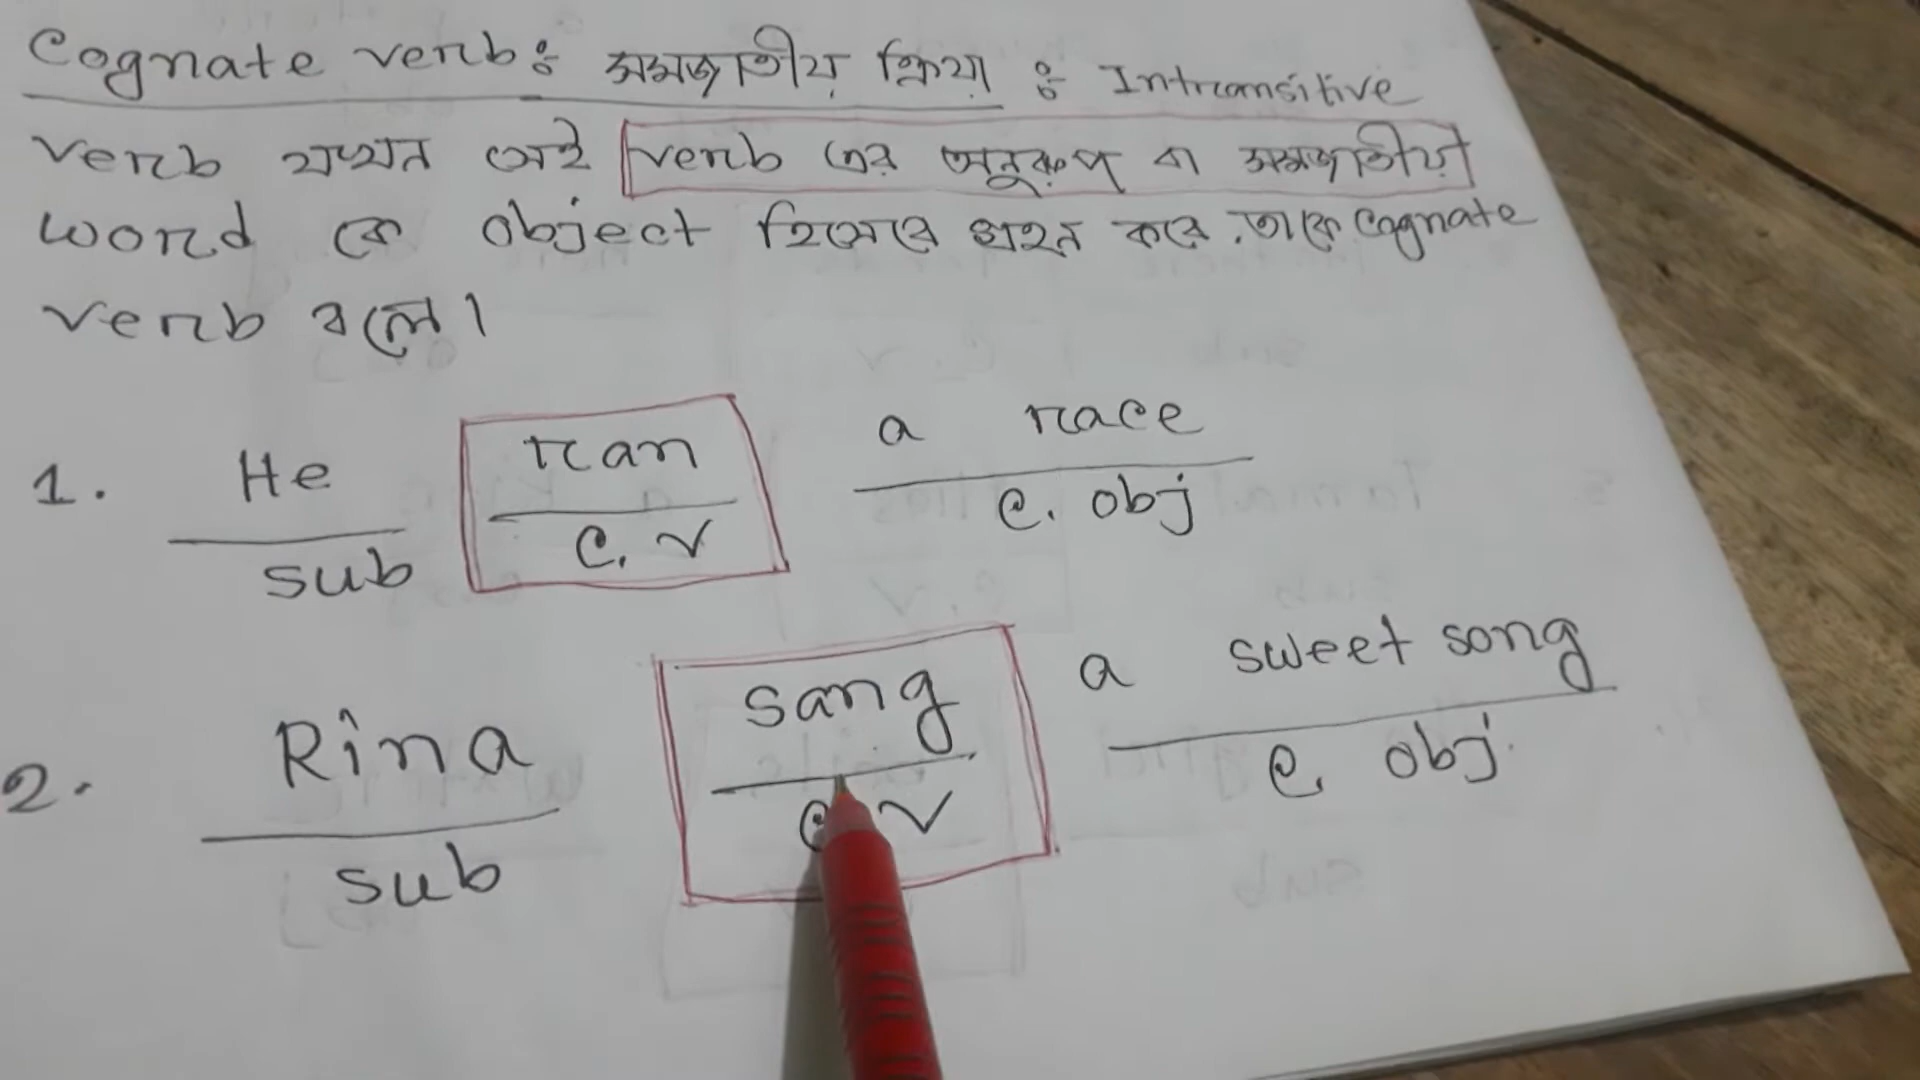 Cognate verb ঃ সমজাতীয় ক্রিয়া ঃ Intransitive
verb যখন ঐই verb এর অনুরূপ বা সমজাতীয়
word কে object হিসেবে গ্রহন করে তাকে Cognate
verb বলে।
1. He ran a race
sub C. V C. obj
2. Rina sang a sweet song
sub C. V C. obj.